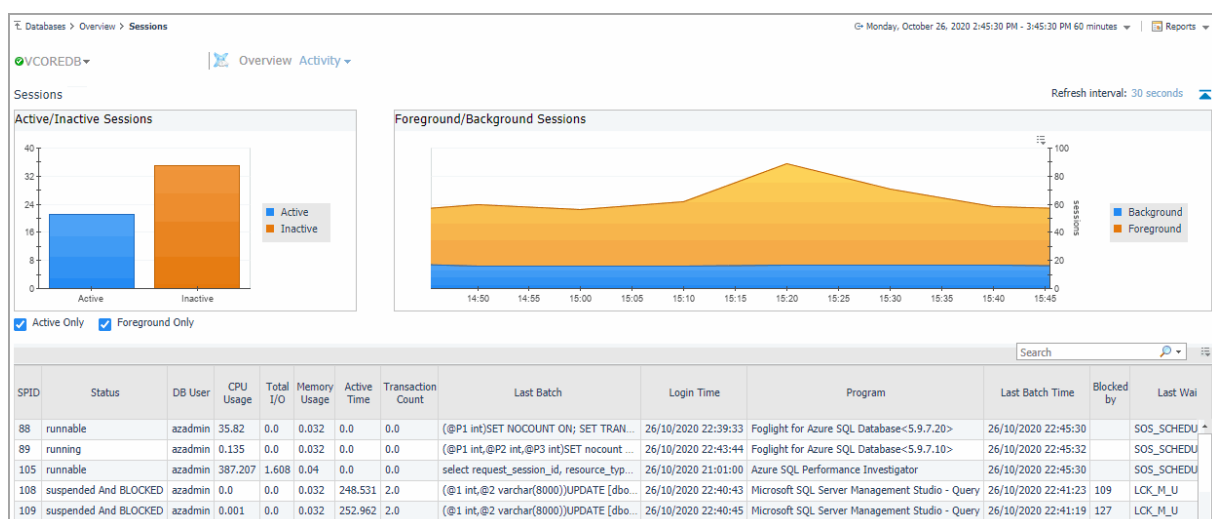 Databases > Overview > Sessions
Monday, October 26, 2020 2:45:30 PM - 3:45:30 PM 60 minutes
Reports
VCOREDB
Overview Activity
Sessions
Refresh interval: 30 seconds
Active/Inactive Sessions
Foreground/Background Sessions
40
32
24
16
8
0
Active
Inactive
Active
Inactive
100
80
60
40
20
0
sessions
14:50 14:55 15:00 15:05 15:10 15:15 15:20 15:25 15:30 15:35 15:40 15:45
Background
Foreground
Active Only Foreground Only
Search
SPID Status DB User CPU Usage Total I/O Memory Usage Active Time Transaction Count Last Batch Login Time Program Last Batch Time Blocked by Last Wai
88 runnable azadmin 35.82 0.0 0.032 0.0 0.0 (@P1 int)SET NOCOUNT ON; SET TRAN... 26/10/2020 22:39:33 Foglight for Azure SQL Database<5.9.7.20> 26/10/2020 22:45:30 SOS_SCHEDU
89 running azadmin 0.135 0.0 0.032 0.0 0.0 (@P1 int,@P2 int,@P3 int)SET nocount ... 26/10/2020 22:43:44 Foglight for Azure SQL Database<5.9.7.10> 26/10/2020 22:45:32 SOS_SCHEDU
105 runnable azadmin 387.207 1.608 0.04 0.0 0.0 select request_session_id, resource_typ... 26/10/2020 21:01:00 Azure SQL Performance Investigator 26/10/2020 22:45:30 SOS_SCHEDU
108 suspended And BLOCKED azadmin 0.0 0.0 0.032 248.531 2.0 (@1 int,@2 varchar(8000))UPDATE [dbo... 26/10/2020 22:40:43 Microsoft SQL Server Management Studio - Query 26/10/2020 22:41:23 109 LCK_M_U
109 suspended And BLOCKED azadmin 0.001 0.0 0.032 252.962 2.0 (@1 int,@2 varchar(8000))UPDATE [dbo... 26/10/2020 22:40:45 Microsoft SQL Server Management Studio - Query 26/10/2020 22:41:19 127 LCK_M_U